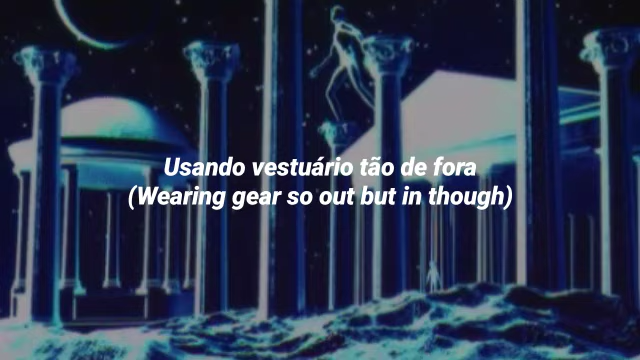 Usando vestuário tão de fora
(Wearing gear so out but in though)